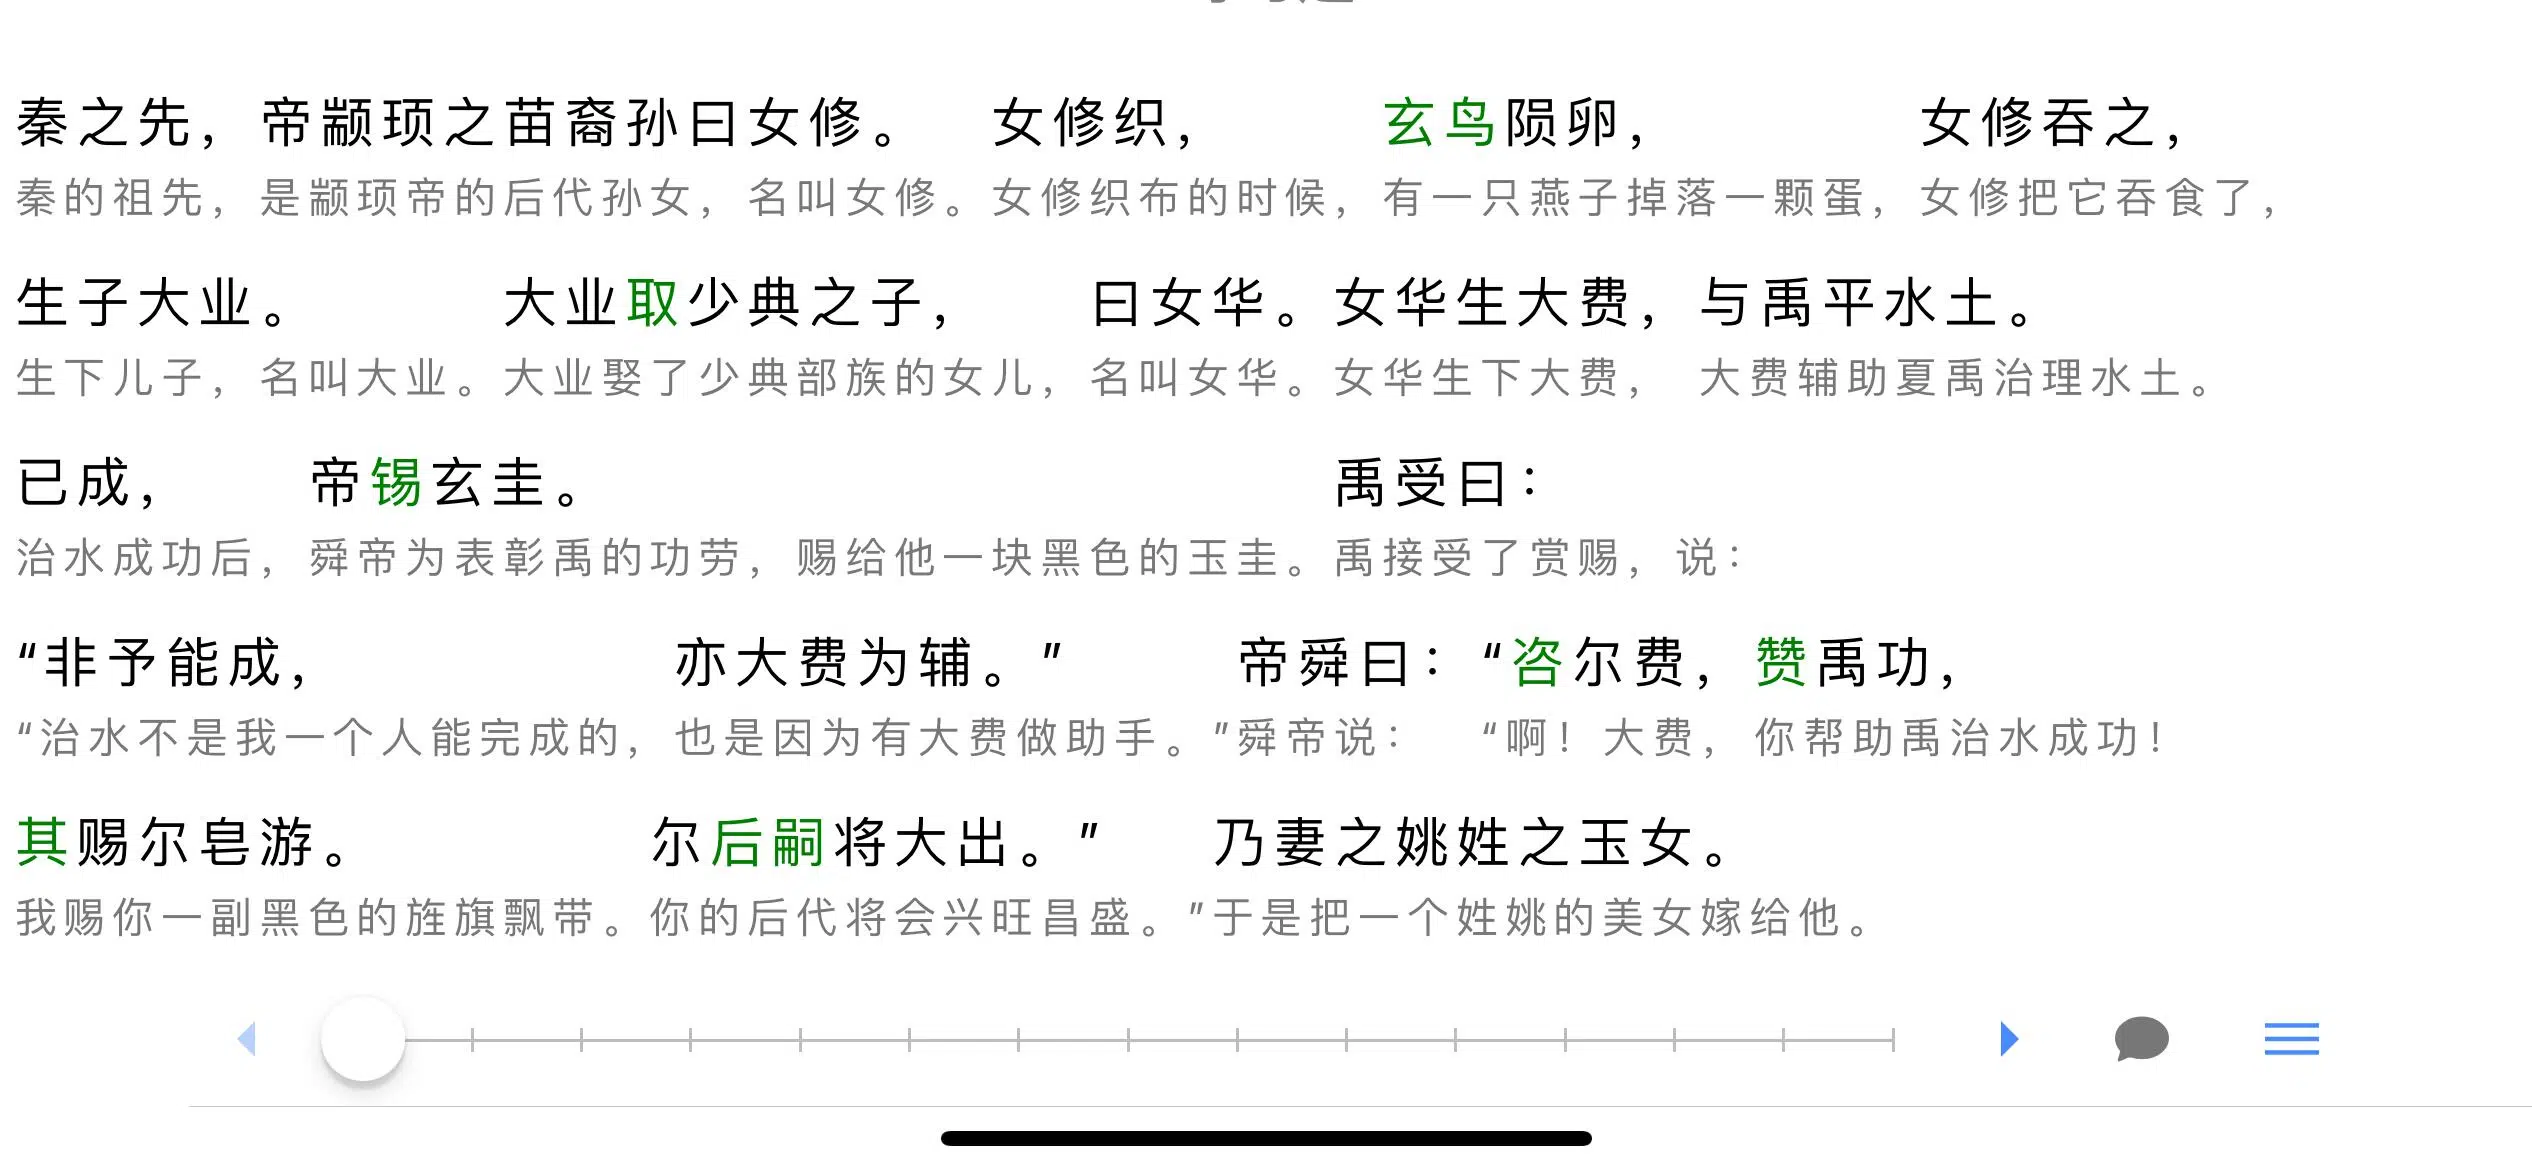 秦之先，帝颛顼之苗裔孙曰女修。 女修织， 玄鸟陨卵， 女修吞之，
秦的祖先，是颛顼帝的后代孙女，名叫女修。女修织布的时候，有一只燕子掉落一颗蛋，女修把它吞食了，
生子大业。 大业取少典之子， 曰女华。女华生大费，与禹平水土。
生下儿子，名叫大业。大业娶了少典部族的女儿，名叫女华。女华生下大费， 大费辅助夏禹治理水土。
已成， 帝锡玄圭。 禹受曰：
治水成功后，舜帝为表彰禹的功劳，赐给他一块黑色的玉圭。禹接受了赏赐，说：
“非予能成， 亦大费为辅。” 帝舜曰：“咨尔费，赞禹功，
“治水不是我一个人能完成的，也是因为有大费做助手。”舜帝说： “啊！大费，你帮助禹治水成功！
其赐尔皂游。 尔后嗣将大出。” 乃妻之姚姓之玉女。
我赐你一副黑色的旌旗飘带。你的后代将会兴旺昌盛。”于是把一个姓姚的美女嫁给他。